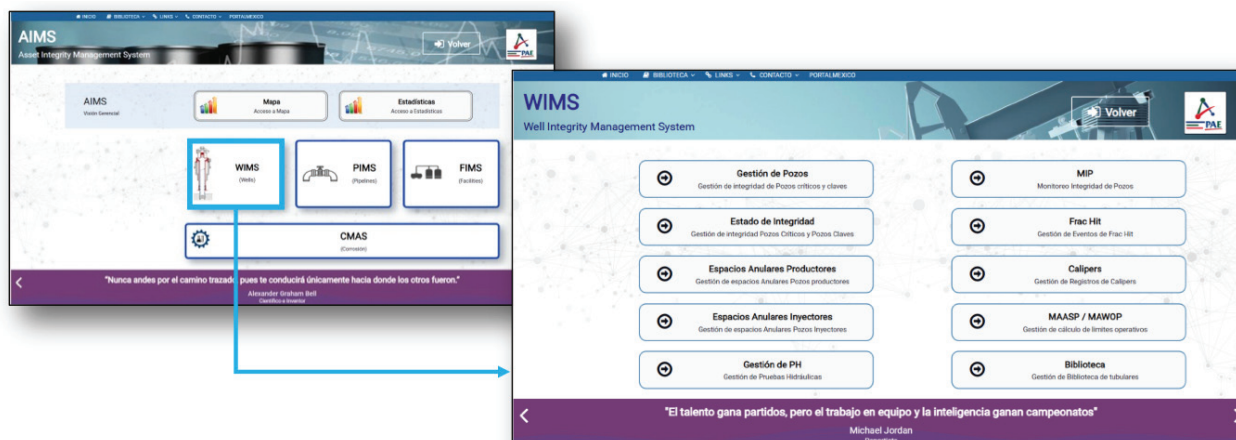 INICIO BIBLIOTECA LINKS CONTACTO PORTALMEXICO
AIMS
Asset Integrity Management System
Volver
PAE
AIMS
Visión Gerencial
Mapa
Acceso a Mapa
Estadísticas
Acceso a Estadísticas
WIMS
(Wells)
PIMS
(Pipelines)
FIMS
(Facilities)
CMAS
(Corrosión)
"Nunca andes por el camino trazado, pues te conducirá únicamente hacia donde los otros fueron."
Alexander Graham Bell
Científico e Inventor
INICIO BIBLIOTECA LINKS CONTACTO PORTALMEXICO
WIMS
Well Integrity Management System
Volver
PAE
Gestión de Pozos
Gestión de integridad de Pozos críticos y claves
MIP
Monitoreo Integridad de Pozos
Estado de Integridad
Gestión de integridad Pozos Críticos y Pozos Claves
Frac Hit
Gestión de Eventos de Frac Hit
Espacios Anulares Productores
Gestión de espacios Anulares Pozos productores
Calipers
Gestión de Registros de Calipers
Espacios Anulares Inyectores
Gestión de espacios Anulares Pozos Inyectores
MAASP / MAWOP
Gestión de cálculo de limites operativos
Gestión de PH
Gestión de Pruebas Hidráulicas
Biblioteca
Gestión de Biblioteca de tubulares
"El talento gana partidos, pero el trabajo en equipo y la inteligencia ganan campeonatos"
Michael Jordan